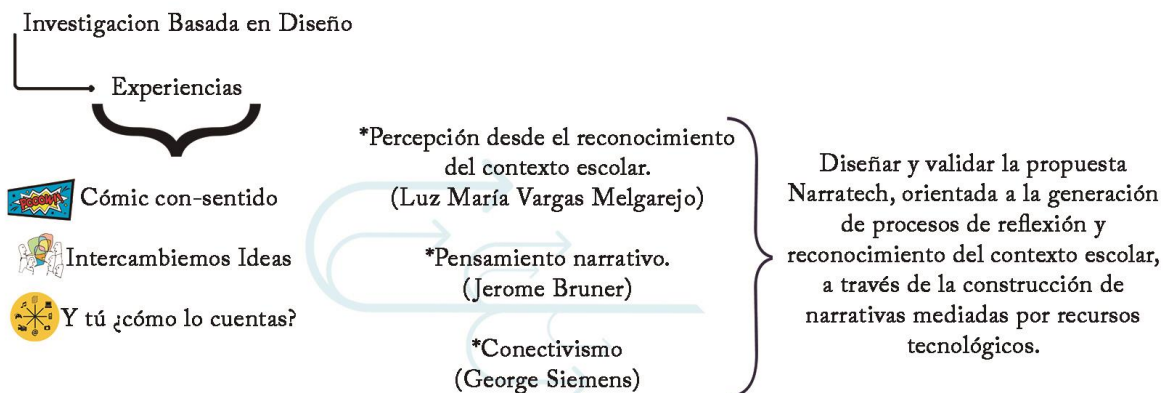 Investigacion Basada en Diseño
Experiencias
Cómic con-sentido
Intercambiemos Ideas
Y tú ¿cómo lo cuentas?
*Percepción desde el reconocimiento
del contexto escolar.
(Luz María Vargas Melgarejo)
*Pensamiento narrativo.
(Jerome Bruner)
*Conectivismo
(George Siemens)
Diseñar y validar la propuesta
Narratech, orientada a la generación
de procesos de reflexión y
reconocimiento del contexto escolar,
a través de la construcción de
narrativas mediadas por recursos
tecnológicos.